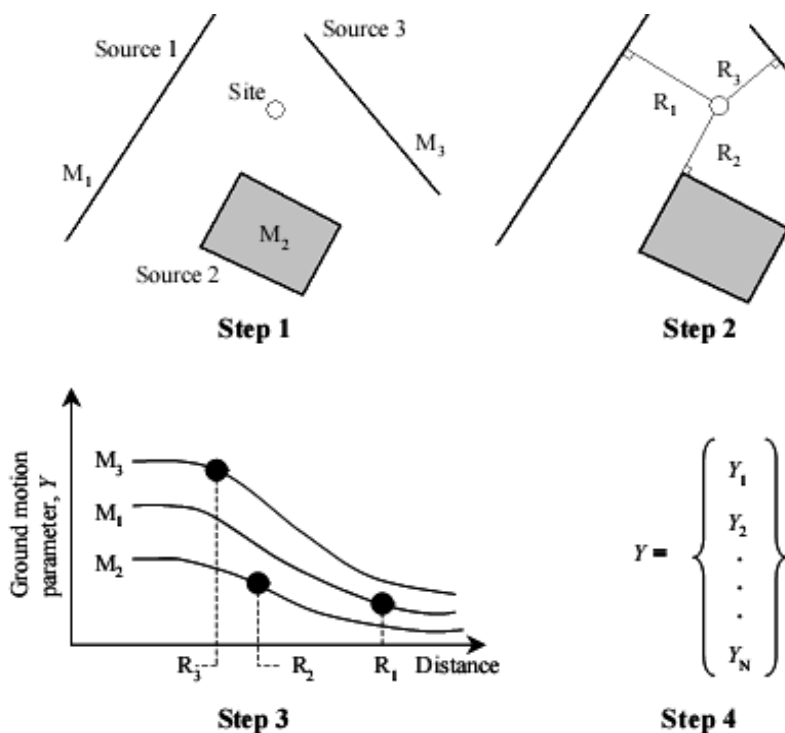 Source 1
Source 3
Site
M₁
M₃
M₂
Source 2
Step 1
R₃
R₁
R₂
Step 2
Ground motion
parameter, Y
M₃
M₁
M₂
R₃
R₂
R₁
Distance
Step 3
Y =
Y₁
Y₂
.
.
.
Y_N
Step 4